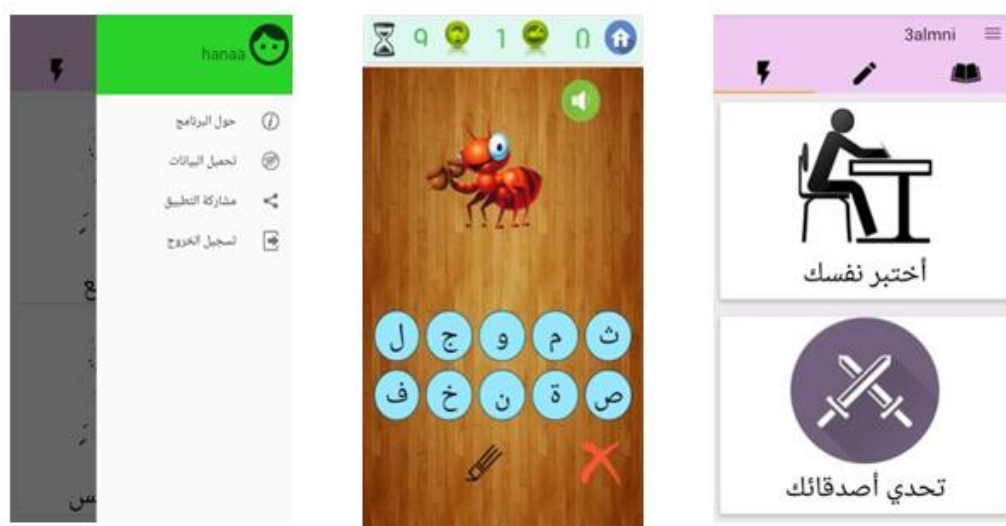 hanaa
حول البرنامج
تحميل البيانات
مشاركة التطبيق
تسجيل الخروج
9 1 0
ث م و ج ل
ص ة ن خ ف
3almni
أختبر نفسك
تحدي أصدقائك